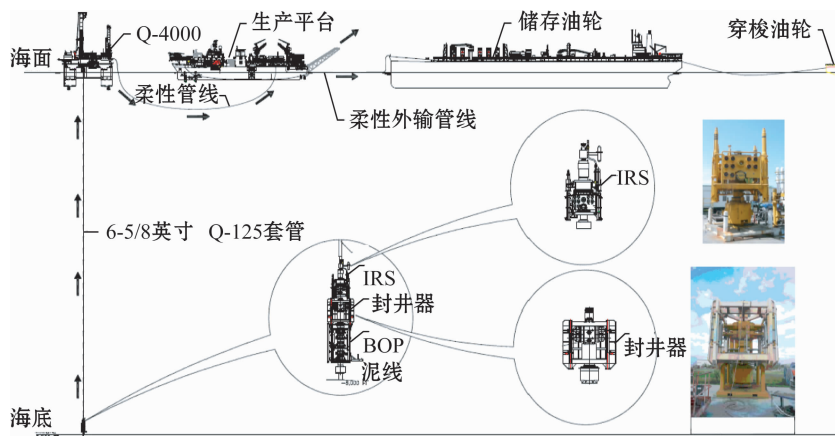 Q-4000
生产平台
储存油轮
穿梭油轮
海面
柔性管线
柔性外输管线
IRS
6-5/8英寸 Q-125套管
IRS
封井器
BOP
泥线
封井器
海底